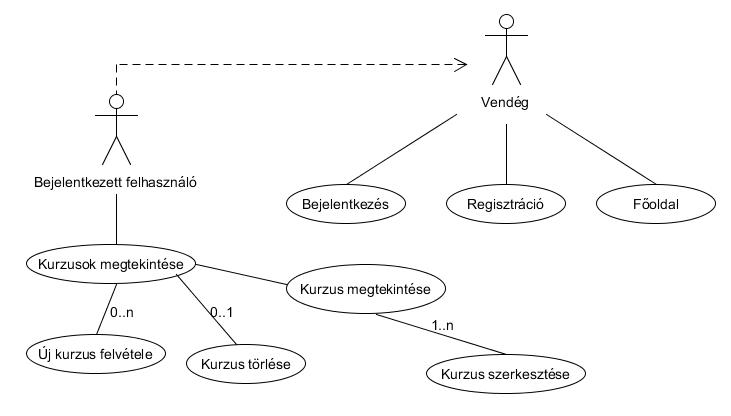 Vendég
Bejelentkezett felhasználó
Bejelentkezés
Regisztráció
Főoldal
Kurzusok megtekintése
Kurzus megtekintése
0..n
0..1
1..n
Új kurzus felvétele
Kurzus törlése
Kurzus szerkesztése